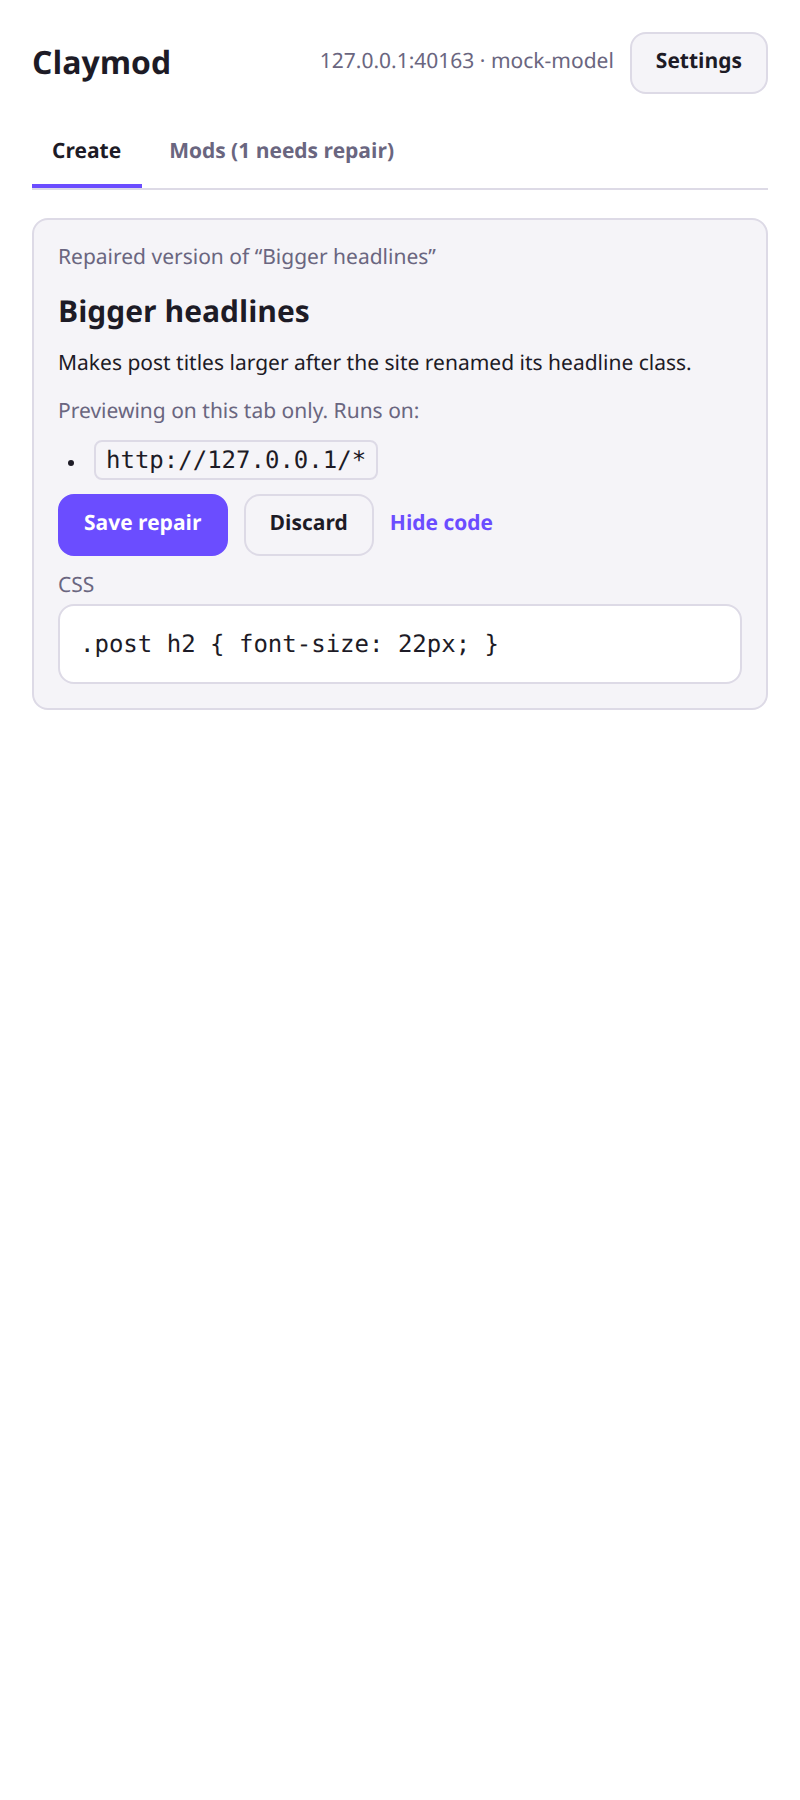 Claymod
127.0.0.1:40163 · mock-model
Settings
Create
Mods (1 needs repair)
Repaired version of “Bigger headlines”
Bigger headlines
Makes post titles larger after the site renamed its headline class.
Previewing on this tab only. Runs on:
• http://127.0.0.1/*
Save repair
Discard
Hide code
CSS
.post h2 { font-size: 22px; }